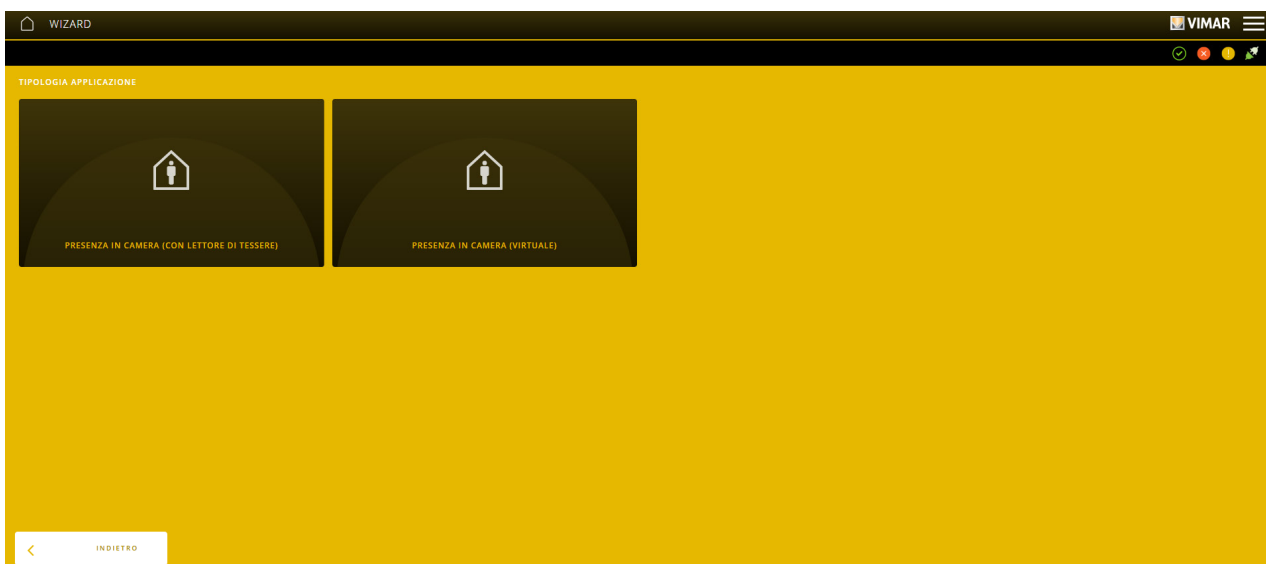 WIZARD
VIMAR
TIPOLOGIA APPLICAZIONE
PRESENZA IN CAMERA (CON LETTORE DI TESSERE)
PRESENZA IN CAMERA (VIRTUALE)
INDIETRO